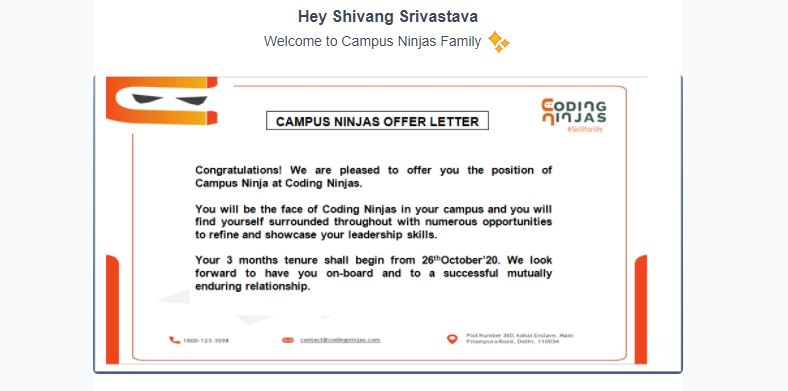 Hey Shivang Srivastava
Welcome to Campus Ninjas Family
CODING
NINJAS
#Skillforlife
CAMPUS NINJAS OFFER LETTER
Congratulations! We are pleased to offer you the position of
Campus Ninja at Coding Ninjas.
You will be the face of Coding Ninjas in your campus and you will
find yourself surrounded throughout with numerous opportunities
to refine and showcase your leadership skills.
Your 3 months tenure shall begin from 26thOctober'20. We look
forward to have you on-board and to a successful mutually
enduring relationship.
1800-123-3598
contact@codingninjas.com
Plot Number 360, kohat Enclave, Main
Pitampura Road, Delhi, 110034